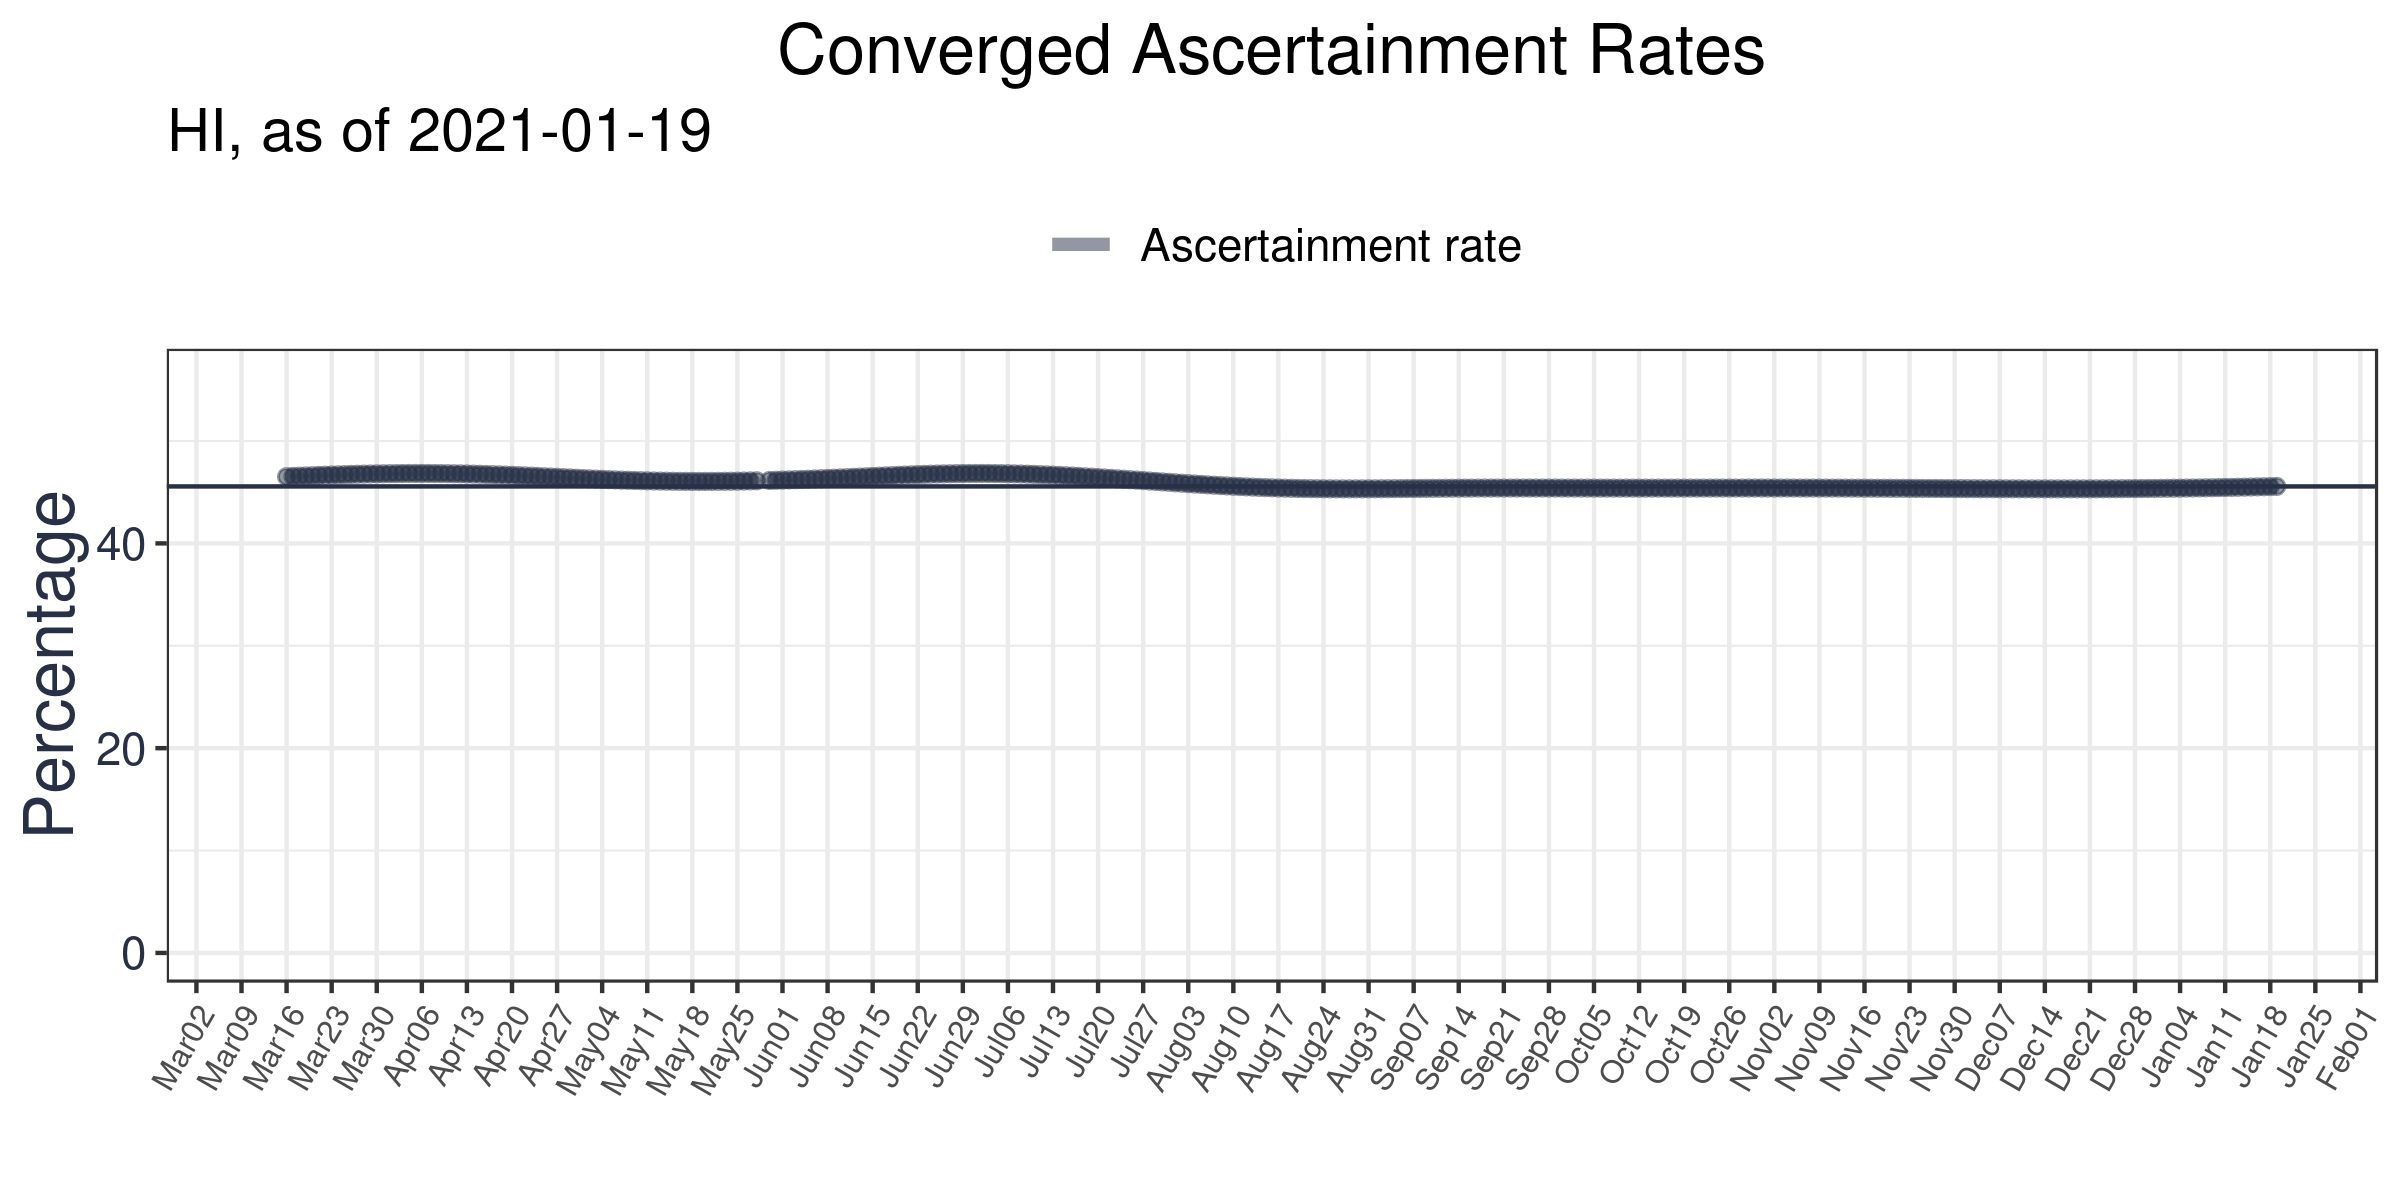 Converged Ascertainment Rates
HI, as of 2021-01-19
Ascertainment rate
Percentage
40
20
0
Mar02 Mar09 Mar16 Mar23 Mar30 Apr06 Apr13 Apr20 Apr27 May04 May11 May18 May25 Jun01 Jun08 Jun15 Jun22 Jun29 Jul06 Jul13 Jul20 Jul27 Aug03 Aug10 Aug17 Aug24 Aug31 Sep07 Sep14 Sep21 Sep28 Oct05 Oct12 Oct19 Oct26 Nov02 Nov09 Nov16 Nov23 Nov30 Dec07 Dec14 Dec21 Dec28 Jan04 Jan11 Jan18 Jan25 Feb01